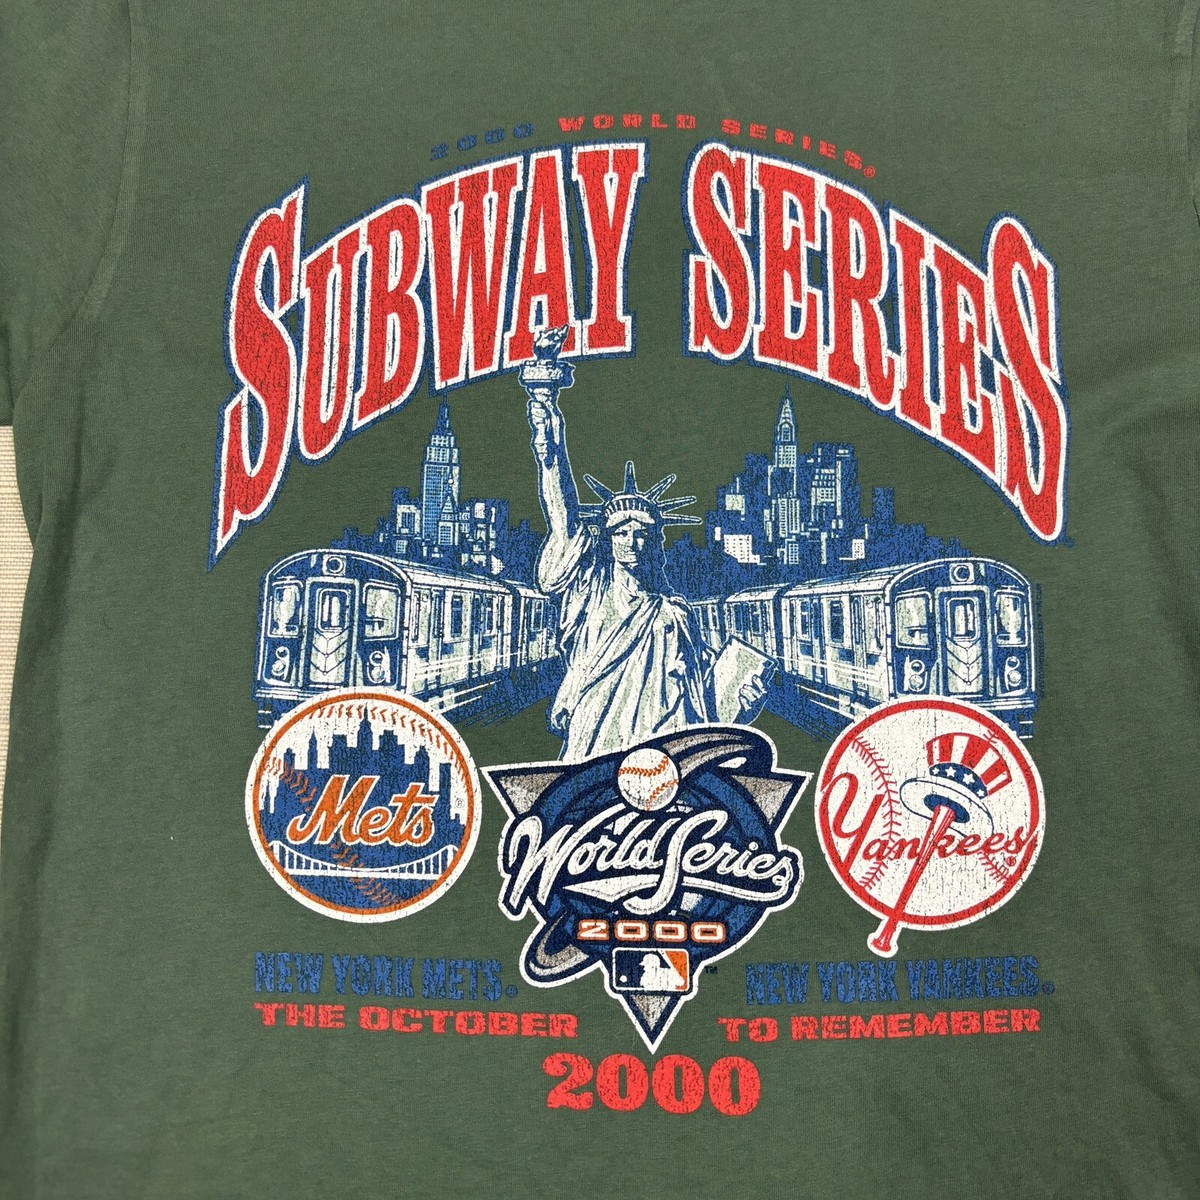 2000 WORLD SERIES®
SUBWAY SERIES
Mets
Yankees
World Series
2000
NEW YORK METS®
NEW YORK YANKEES®
THE OCTOBER
TO REMEMBER
2000